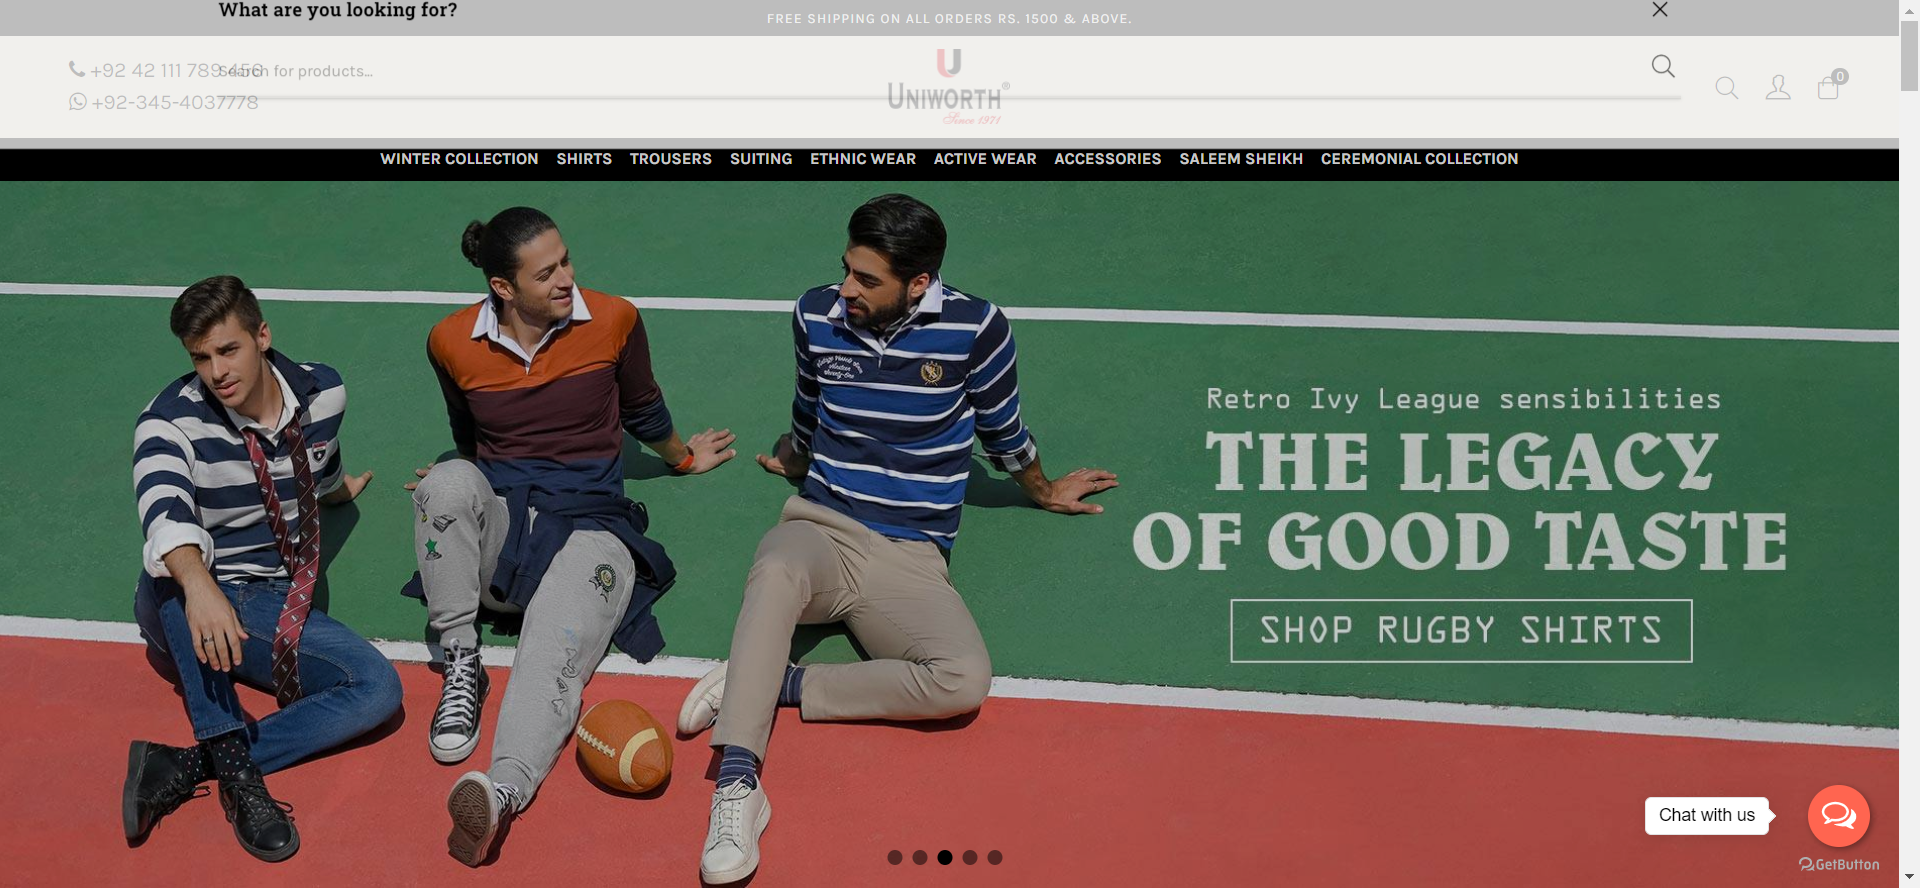 What are you looking for?
FREE SHIPPING ON ALL ORDERS RS. 1500 & ABOVE.
+92 42 111 789 456
Search for products...
+92-345-4037778
UNIWORTH®
Since 1971
0
WINTER COLLECTION SHIRTS TROUSERS SUITING ETHNIC WEAR ACTIVE WEAR ACCESSORIES SALEEM SHEIKH CEREMONIAL COLLECTION
Retro Ivy League sensibilities
THE LEGACY
OF GOOD TASTE
SHOP RUGBY SHIRTS
Chat with us
GetButton